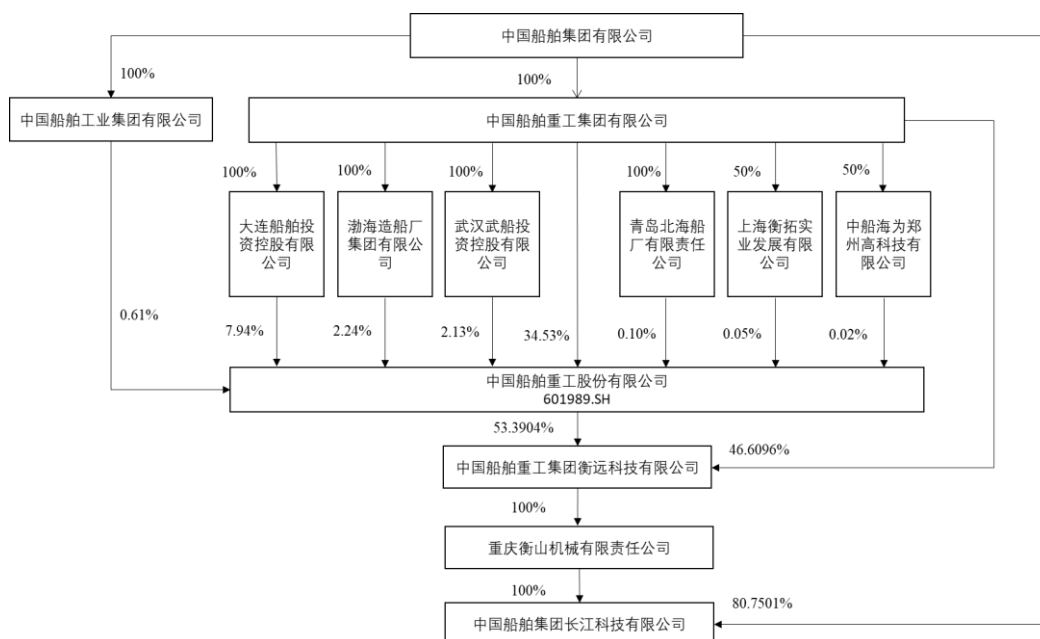 中国船舶集团有限公司
100%
100%
中国船舶工业集团有限公司
中国船舶重工集团有限公司
100%
100%
100%
100%
50%
50%
大连船舶投
资控股有限
公司
渤海造船厂
集团有限公
司
武汉武船投
资控股有限
公司
青岛北海船
厂有限责任
公司
上海衡拓实
业发展有限
公司
中船海为郑
州高科技有
限公司
0.61%
7.94%
2.24%
2.13%
34.53%
0.10%
0.05%
0.02%
中国船舶重工股份有限公司
601989.SH
53.3904%
46.6096%
中国船舶重工集团衡远科技有限公司
100%
重庆衡山机械有限责任公司
100%
80.7501%
中国船舶集团长江科技有限公司